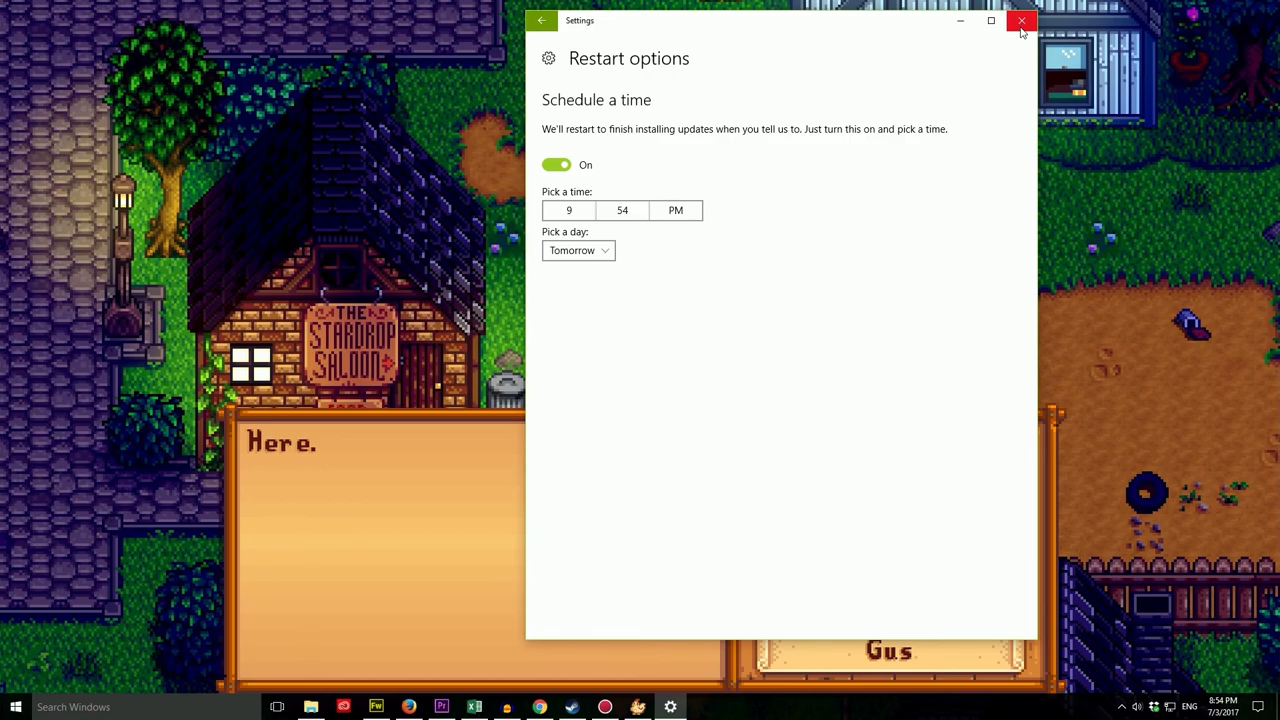 Settings
Restart options
Schedule a time
We'll restart to finish installing updates when you tell us to. Just turn this on and pick a time.
On
Pick a time:
9 54 PM
Pick a day:
Tomorrow
THE
STARDROP
SALOON
Here.
Gus
Search Windows
Fw
Pr
ENG
8:54 PM
7/3/2017